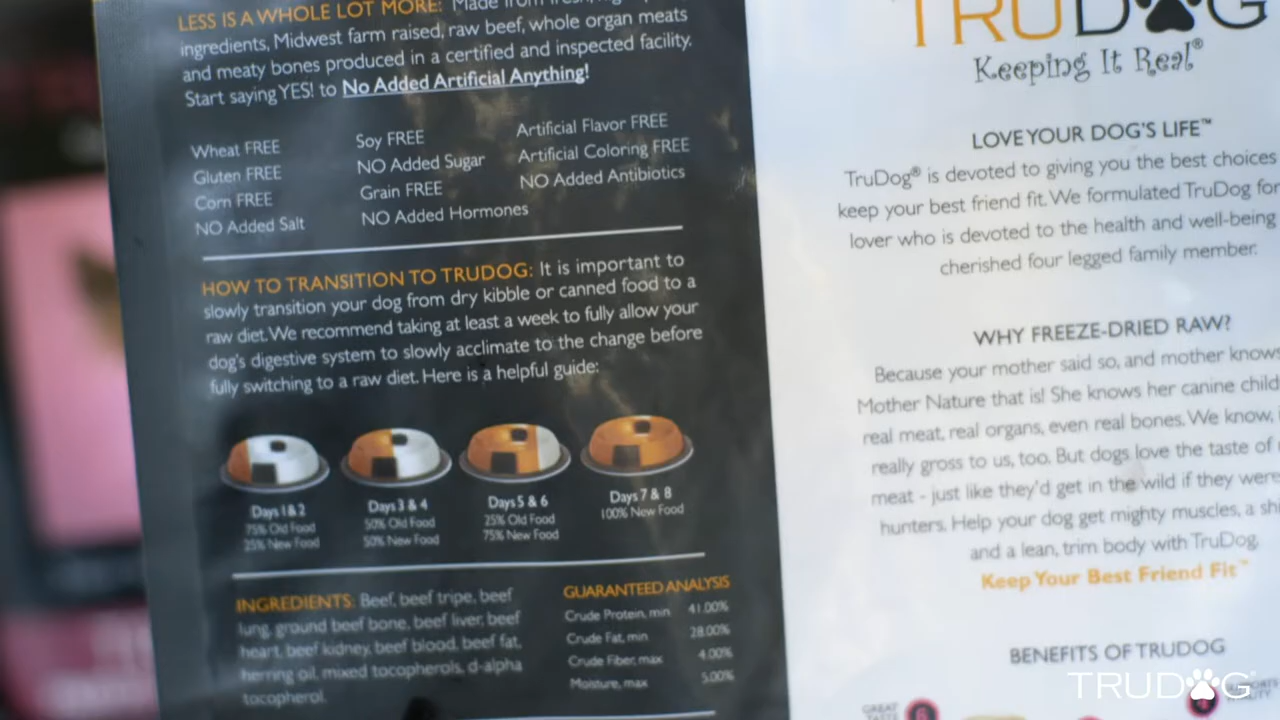 LESS IS A WHOLE LOT MORE: Made from
ingredients, Midwest farm raised, raw beef, whole organ meats
and meaty bones produced in a certified and inspected facility.
Start saying YES! to No Added Artificial Anything!
Wheat FREE
Gluten FREE
Corn FREE
NO Added Salt
Soy FREE
NO Added Sugar
Grain FREE
NO Added Hormones
Artificial Flavor FREE
Artificial Coloring FREE
NO Added Antibiotics
HOW TO TRANSITION TO TRUDOG: It is important to
slowly transition your dog from dry kibble or canned food to a
raw diet. We recommend taking at least a week to fully allow your
dog's digestive system to slowly acclimate to the change before
fully switching to a raw diet. Here is a helpful guide:
Days 1 & 2
75% Old Food
25% New Food
Days 3 & 4
50% Old Food
50% New Food
Days 5 & 6
25% Old Food
75% New Food
Days 7 & 8
100% New Food
INGREDIENTS: Beef, beef tripe, beef
lung, ground beef bone, beef liver, beef
heart, beef kidney, beef blood, beef fat,
herring oil, mixed tocopherols, d-alpha
tocopherol.
GUARANTEED ANALYSIS
Crude Protein, min 41.00%
Crude Fat, min 28.00%
Crude Fiber, max 4.00%
Moisture, max 5.00%
TRUDOG
Keeping It Real®
LOVE YOUR DOG'S LIFE™
TruDog® is devoted to giving you the best choices
keep your best friend fit. We formulated TruDog for
lover who is devoted to the health and well-being
cherished four legged family member.
WHY FREEZE-DRIED RAW?
Because your mother said so, and mother knows
Mother Nature that is! She knows her canine child
real meat, real organs, even real bones. We know,
really gross to us, too. But dogs love the taste of
meat - just like they'd get in the wild if they were
hunters. Help your dog get mighty muscles, a
and a lean, trim body with TruDog.
Keep Your Best Friend Fit™
BENEFITS OF TRUDOG
GREAT
TASTE
TRUDOG